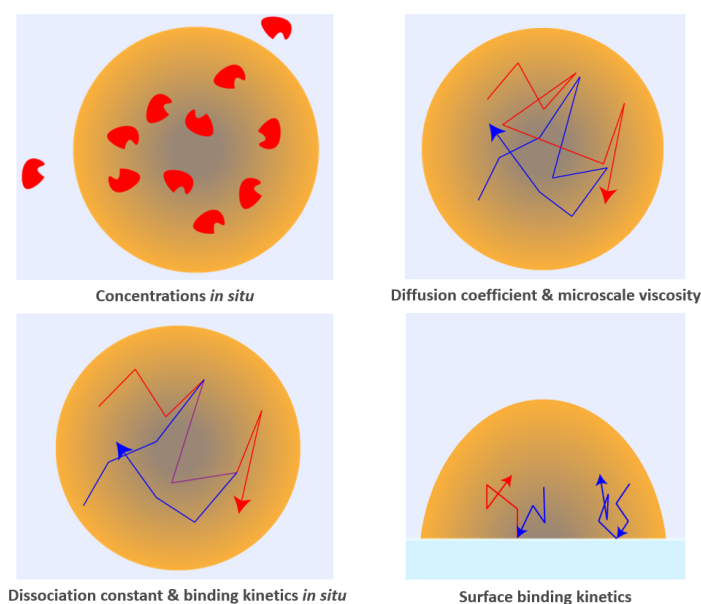 Concentrations in situ
Diffusion coefficient & microscale viscosity
Dissociation constant & binding kinetics in situ
Surface binding kinetics